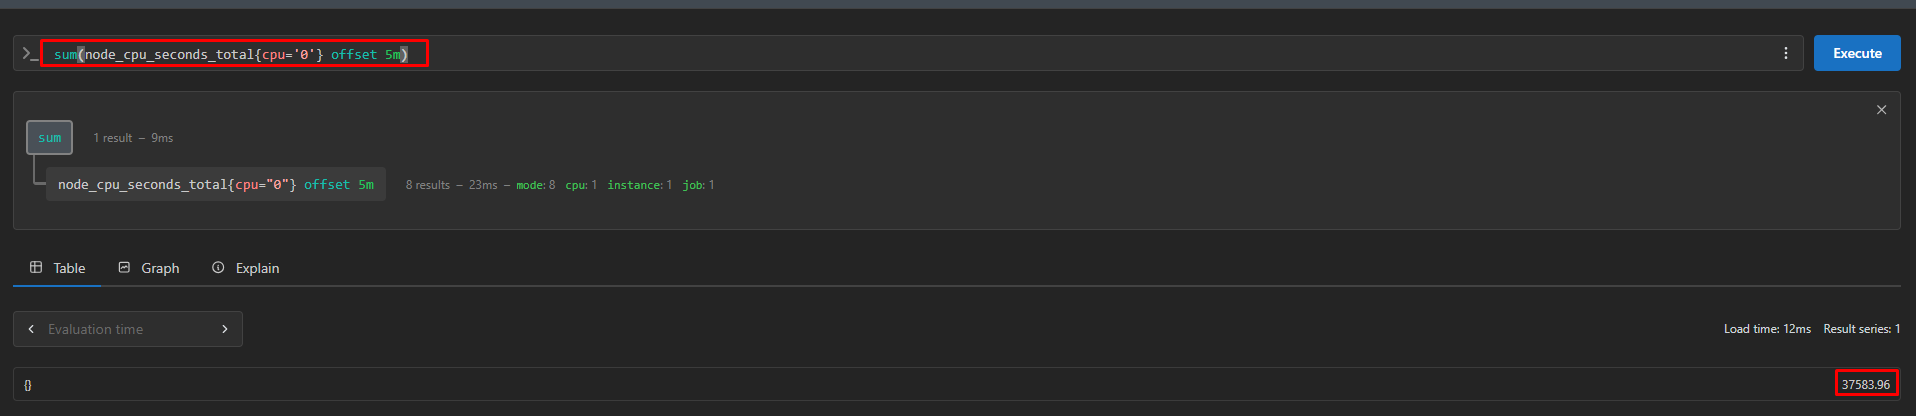 sum(node_cpu_seconds_total{cpu='0'} offset 5m)
Execute
sum 1 result – 9ms
node_cpu_seconds_total{cpu="0"} offset 5m 8 results – 23ms – mode: 8 cpu: 1 instance: 1 job: 1
Table Graph Explain
Evaluation time
Load time: 12ms Result series: 1
{} 37583.96